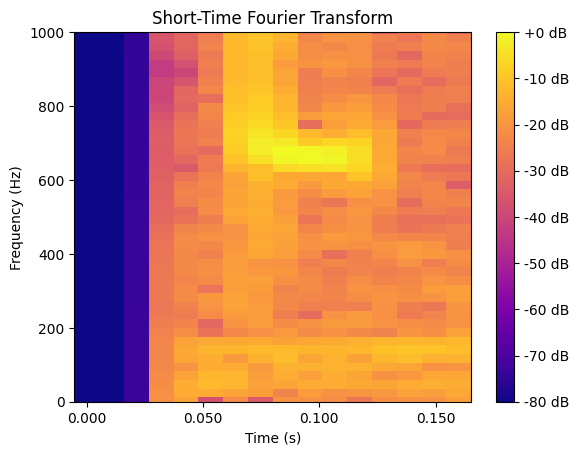 Short-Time Fourier Transform
1000
800
600
400
200
0
Frequency (Hz)
0.000
0.050
0.100
0.150
Time (s)
+0 dB
-10 dB
-20 dB
-30 dB
-40 dB
-50 dB
-60 dB
-70 dB
-80 dB